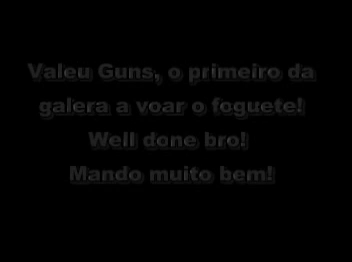 Valeu Guns, o primeiro da
galera a voar o foguete!
Well done bro!
Mando muito bem!